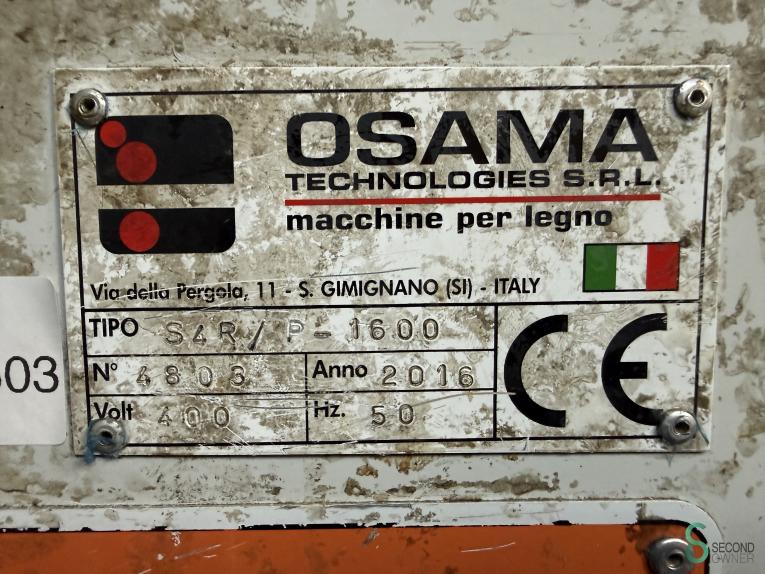 OSAMA
TECHNOLOGIES S.R.L.
macchine per legno
Via della Pergola, 11 - S. GIMIGNANO (SI) - ITALY
TIPO S4R/P-1600
N° 4803 Anno 2016
Volt 400 Hz. 50
CE
03
SECOND
OWNER